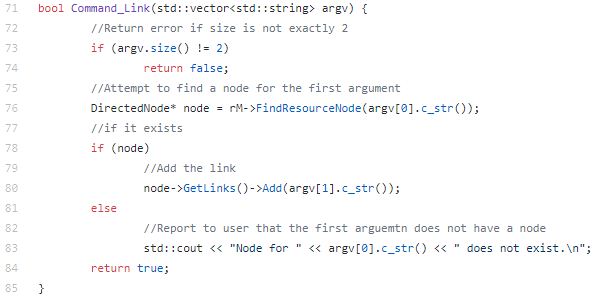 71 bool Command_Link(std::vector<std::string> argv) {
72 //Return error if size is not exactly 2
73 if (argv.size() != 2)
74 return false;
75 //Attempt to find a node for the first argument
76 DirectedNode* node = rM->FindResourceNode(argv[0].c_str());
77 //if it exists
78 if (node)
79 //Add the link
80 node->GetLinks()->Add(argv[1].c_str());
81 else
82 //Report to user that the first arguemtn does not have a node
83 std::cout << "Node for " << argv[0].c_str() << " does not exist.\n";
84 return true;
85 }